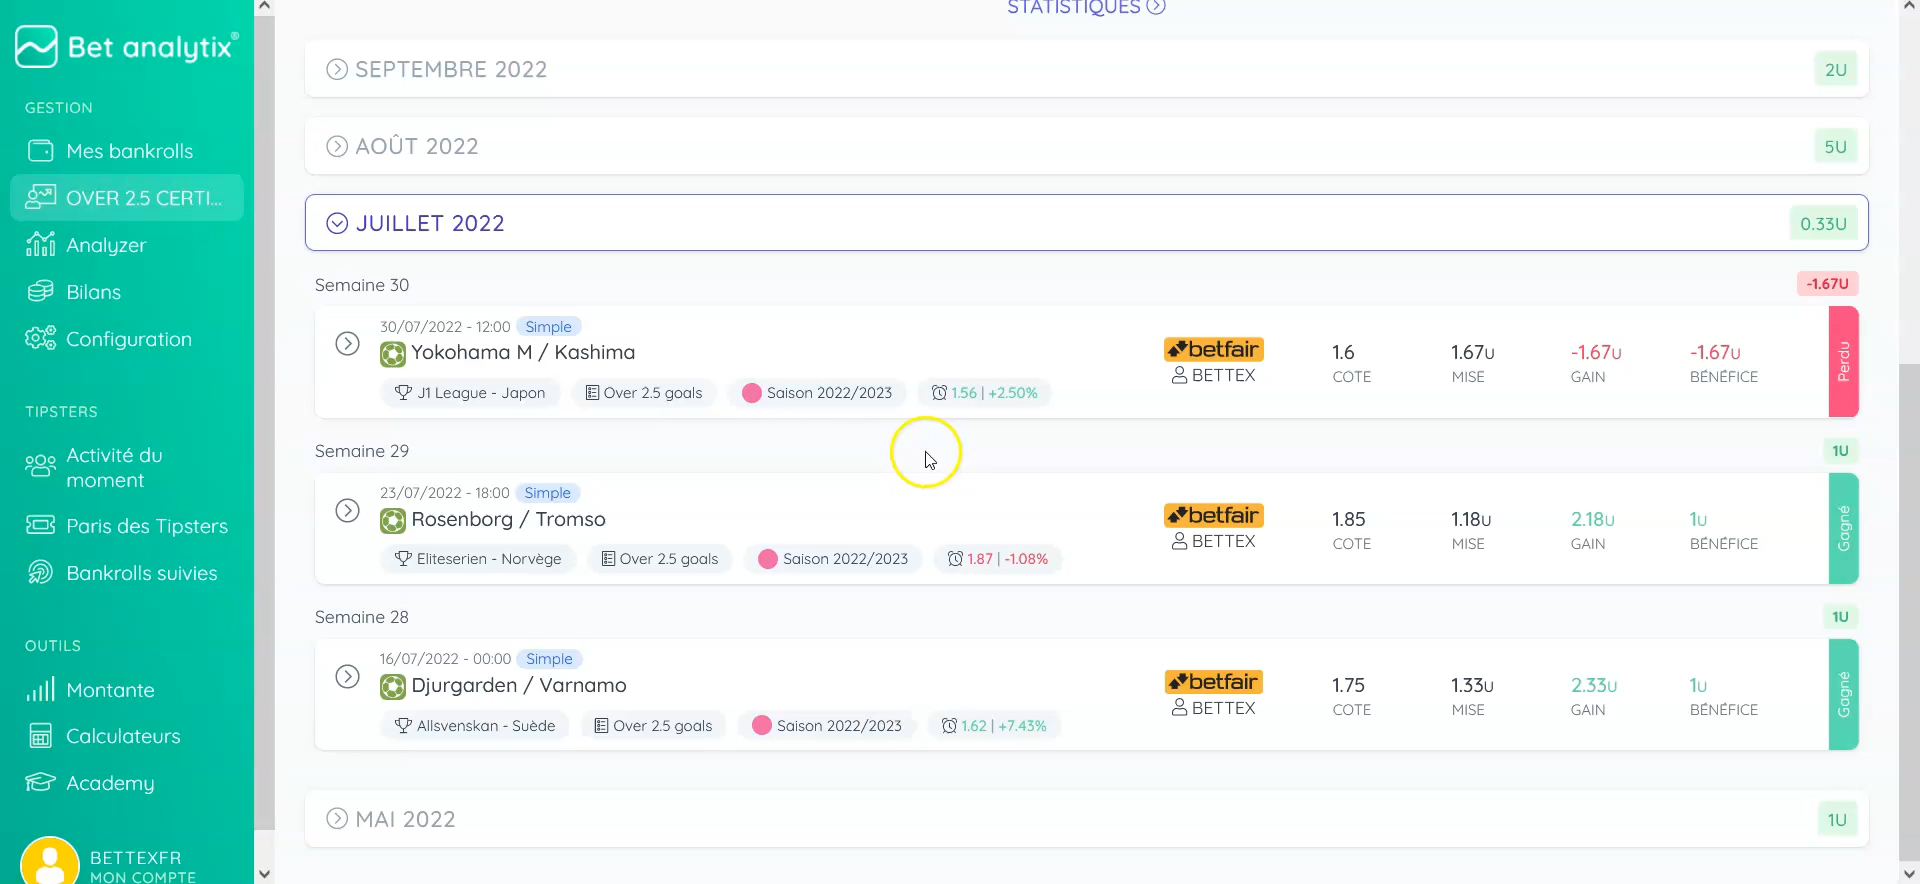 Bet analytix®
GESTION
Mes bankrolls
OVER 2.5 CERTI...
Analyzer
Bilans
Configuration
TIPSTERS
Activité du
moment
Paris des Tipsters
Bankrolls suivies
OUTILS
Montante
Calculateurs
Academy
BETTEXFR
MON COMPTE
STATISTIQUES
SEPTEMBRE 2022 2U
AOÛT 2022 5U
JUILLET 2022 0.33U
Semaine 30 -1.67U
30/07/2022 - 12:00 Simple
Yokohama M / Kashima
J1 League - Japon Over 2.5 goals Saison 2022/2023 1.56 | +2.50%
betfair 1.6 1.67U -1.67U -1.67U
BETTEX COTE MISE GAIN BÉNÉFICE
Perdu
Semaine 29 1U
23/07/2022 - 18:00 Simple
Rosenborg / Tromso
Eliteserien - Norvège Over 2.5 goals Saison 2022/2023 1.87 | -1.08%
betfair 1.85 1.18U 2.18U 1U
BETTEX COTE MISE GAIN BÉNÉFICE
Gagné
Semaine 28 1U
16/07/2022 - 00:00 Simple
Djurgarden / Varnamo
Allsvenskan - Suède Over 2.5 goals Saison 2022/2023 1.62 | +7.43%
betfair 1.75 1.33U 2.33U 1U
BETTEX COTE MISE GAIN BÉNÉFICE
Gagné
MAI 2022 1U